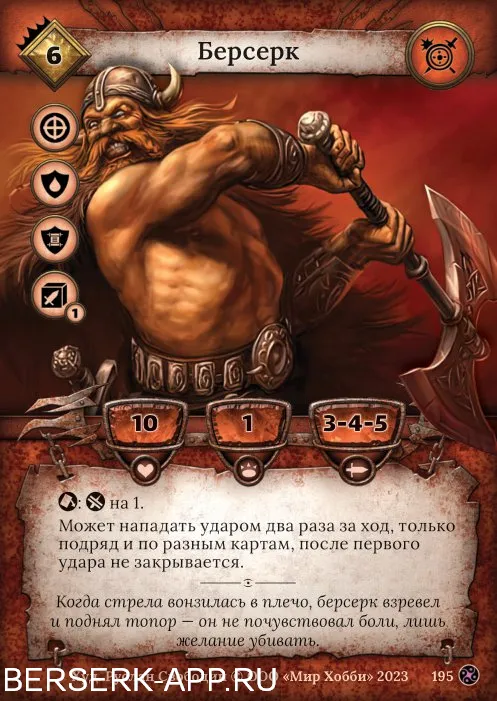 6
Берсерк
1
10
1
3-4-5
: на 1.
Может нападать ударом два раза за ход, только
подряд и по разным картам, после первого
удара не закрывается.
Когда стрела вонзилась в плечо, берсерк взревел
и поднял топор — он не почувствовал боли, лишь
желание убивать.
© ООО «Мир Хобби» 2023
195
BERSERK-APP.RU